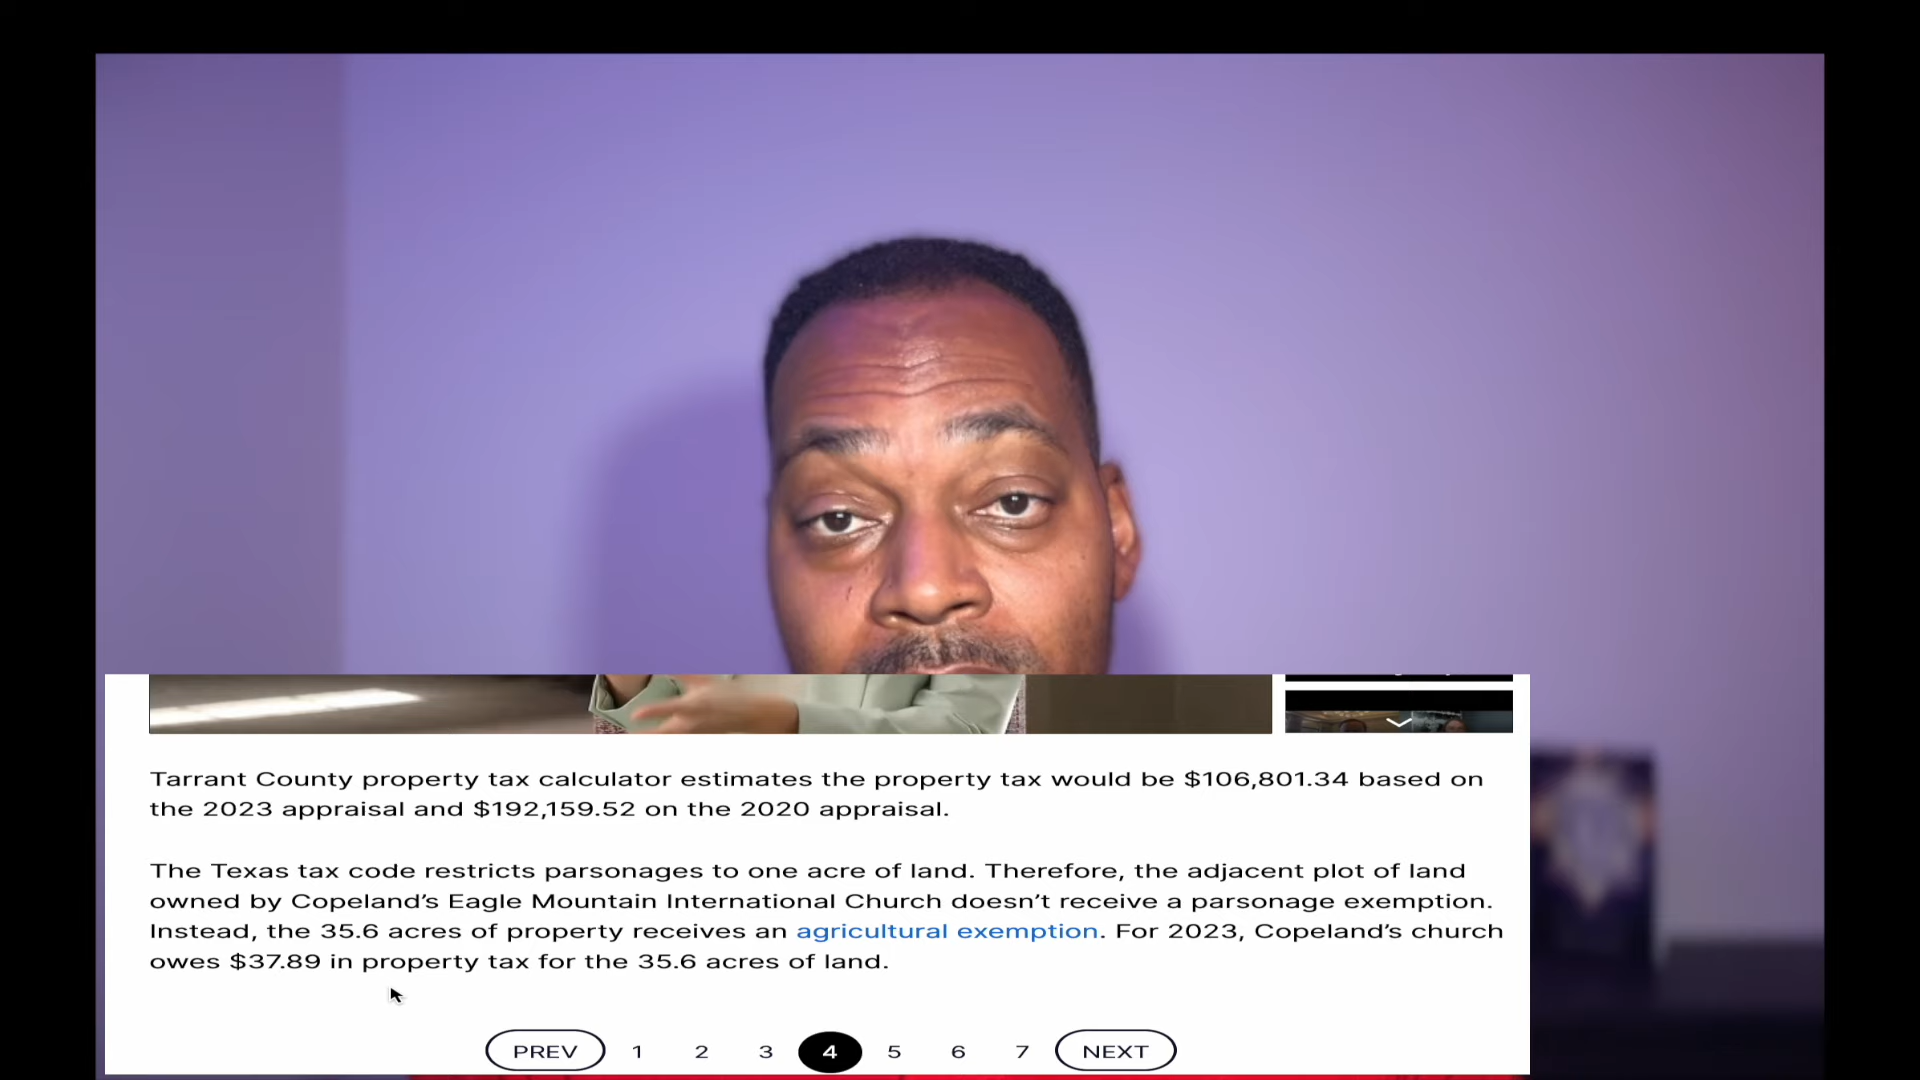 Tarrant County property tax calculator estimates the property tax would be $106,801.34 based on
the 2023 appraisal and $192,159.52 on the 2020 appraisal.
The Texas tax code restricts parsonages to one acre of land. Therefore, the adjacent plot of land
owned by Copeland’s Eagle Mountain International Church doesn’t receive a parsonage exemption.
Instead, the 35.6 acres of property receives an agricultural exemption. For 2023, Copeland’s church
owes $37.89 in property tax for the 35.6 acres of land.
PREV 1 2 3 4 5 6 7 NEXT